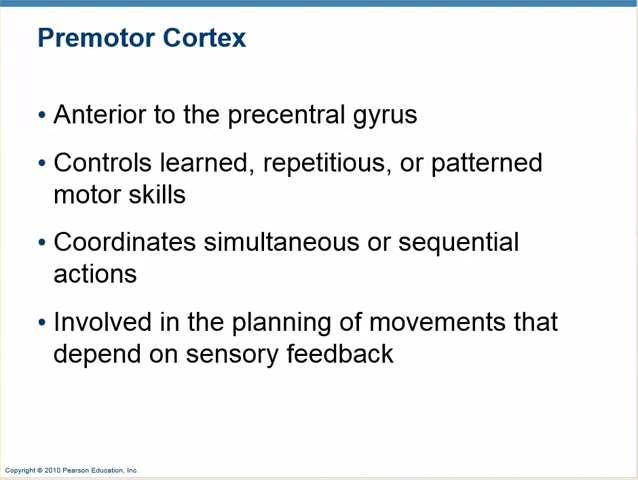 Premotor Cortex
• Anterior to the precentral gyrus
• Controls learned, repetitious, or patterned
motor skills
• Coordinates simultaneous or sequential
actions
• Involved in the planning of movements that
depend on sensory feedback
Copyright © 2010 Pearson Education, Inc.